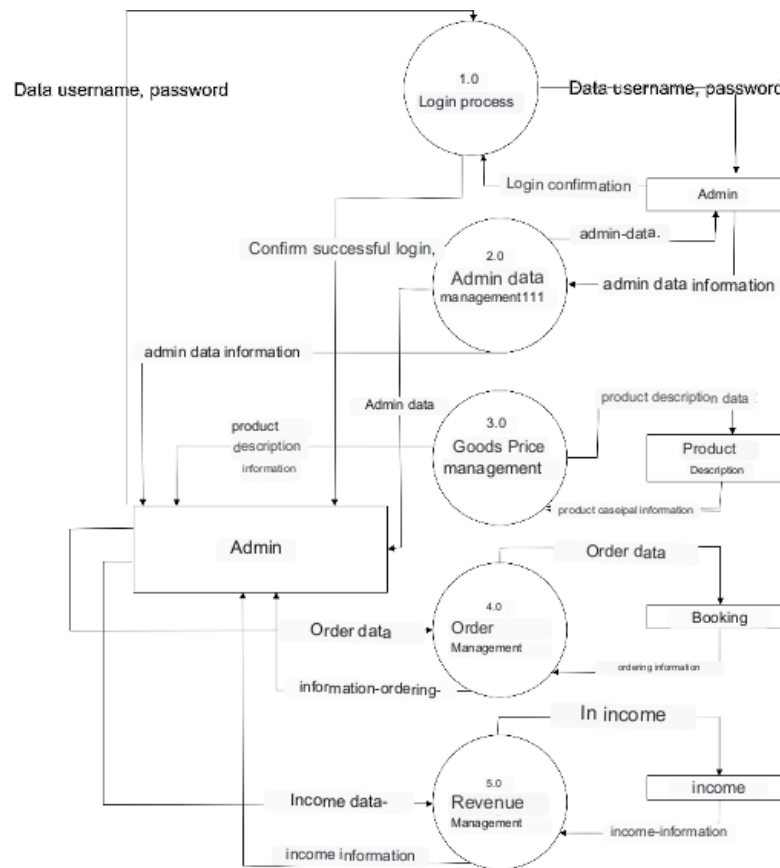 1.0
Login process
Data username, password
Data username, password
Login confirmation
Admin
Confirm successful login,
2.0
Admin data
management111
admin-data.
admin data information
admin data information
Admin data
product
description
information
3.0
Goods Price
management
product description data :
Product
Description
product caseipal information
Admin
Order data
4.0
Order
Management
Order data
Booking
ordering information
information-ordering-
In income
5.0
Revenue
Management
Income data-
income
income-information
income information